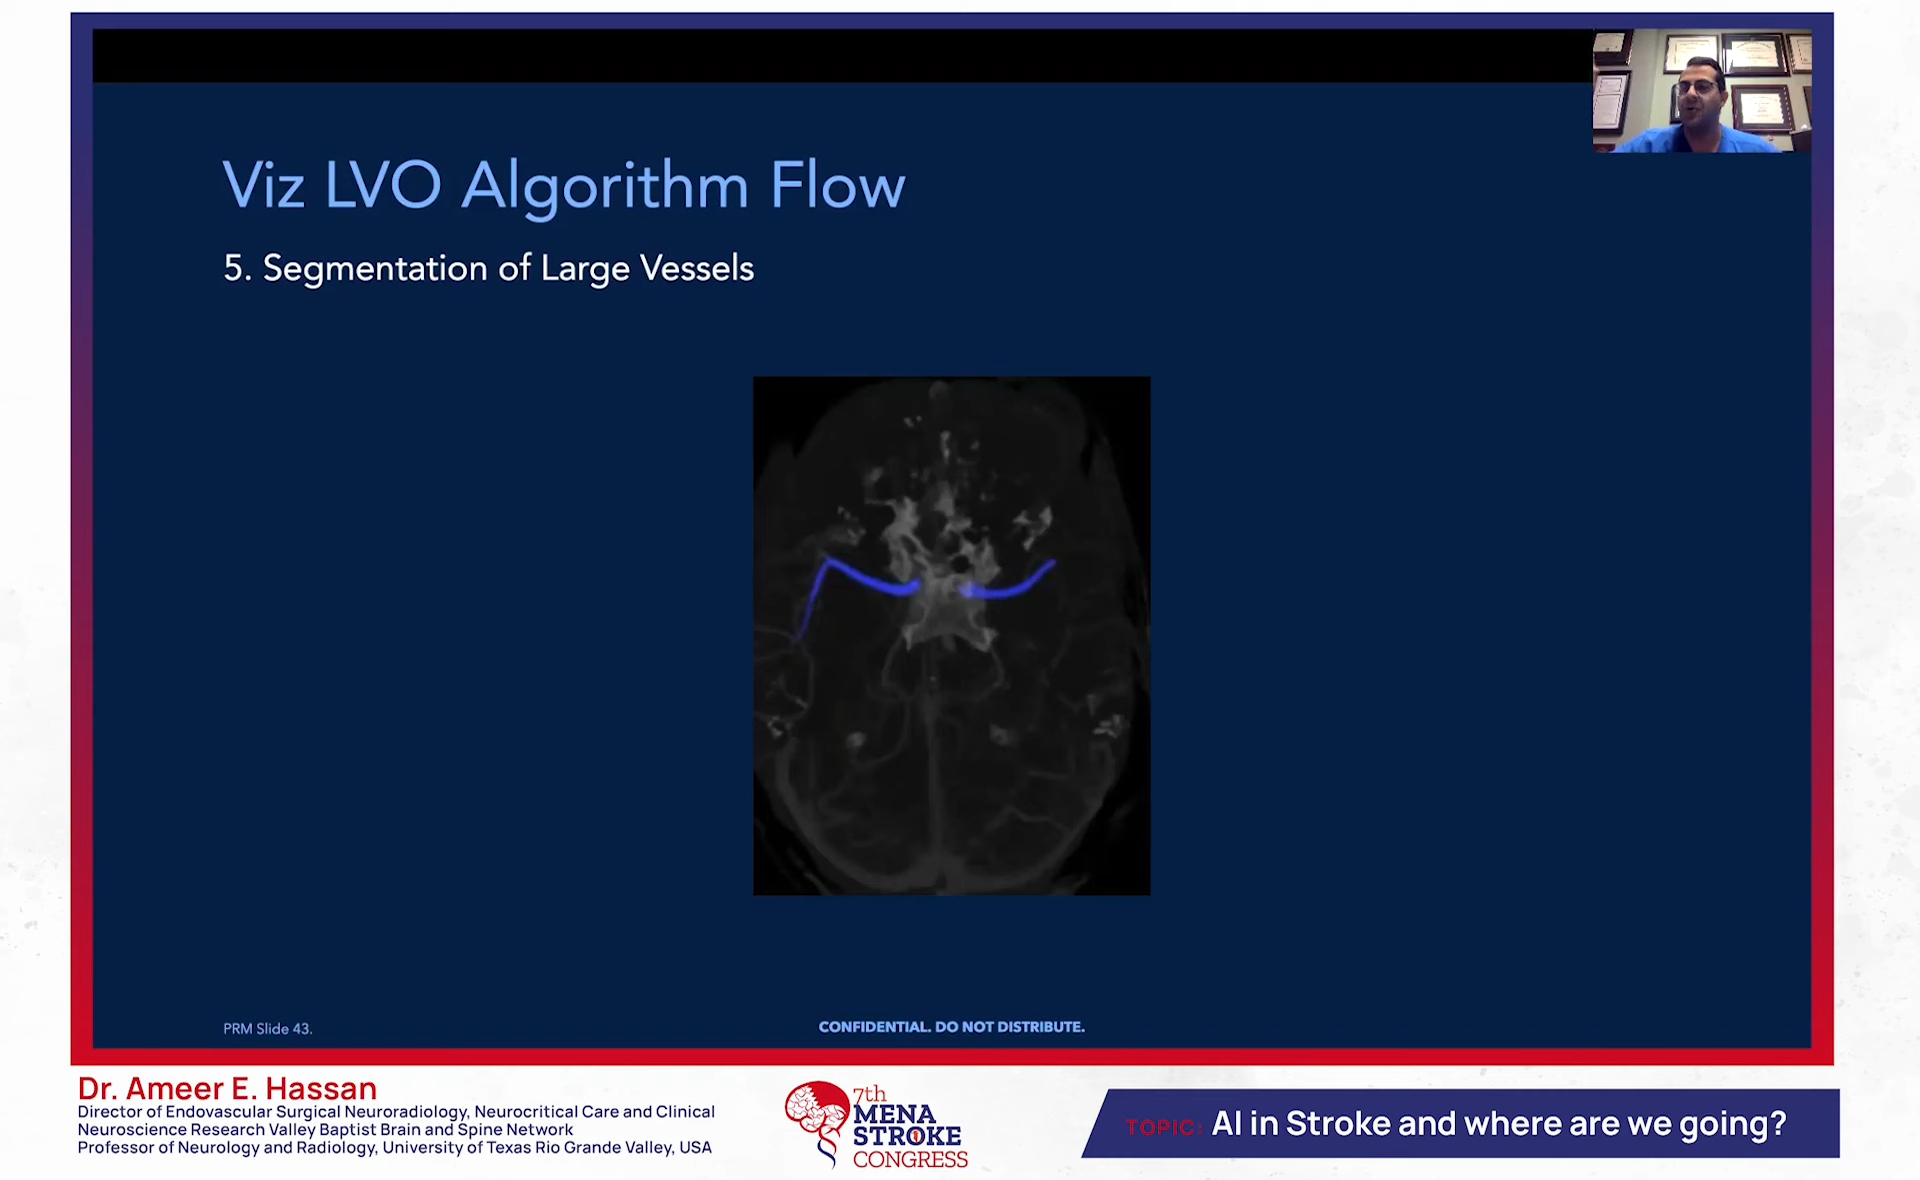 Viz LVO Algorithm Flow
5. Segmentation of Large Vessels
PRM Slide 43.
CONFIDENTIAL. DO NOT DISTRIBUTE.
Dr. Ameer E. Hassan
Director of Endovascular Surgical Neuroradiology, Neurocritical Care and Clinical
Neuroscience Research Valley Baptist Brain and Spine Network
Professor of Neurology and Radiology, University of Texas Rio Grande Valley, USA
7th
MENA
STROKE
CONGRESS
TOPIC: AI in Stroke and where are we going?